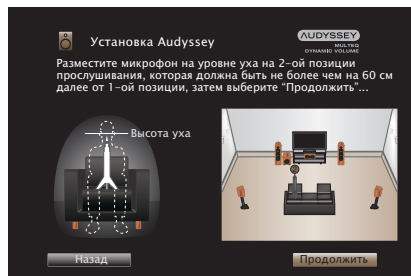 Установка Audyssey
AUDYSSEY
MULTEQ
DYNAMIC VOLUME
Разместите микрофон на уровне уха на 2-ой позиции
прослушивания, которая должна быть не более чем на 60 см
далее от 1-ой позиции, затем выберите “Продолжить”...
Высота уха
Назад
Продолжить